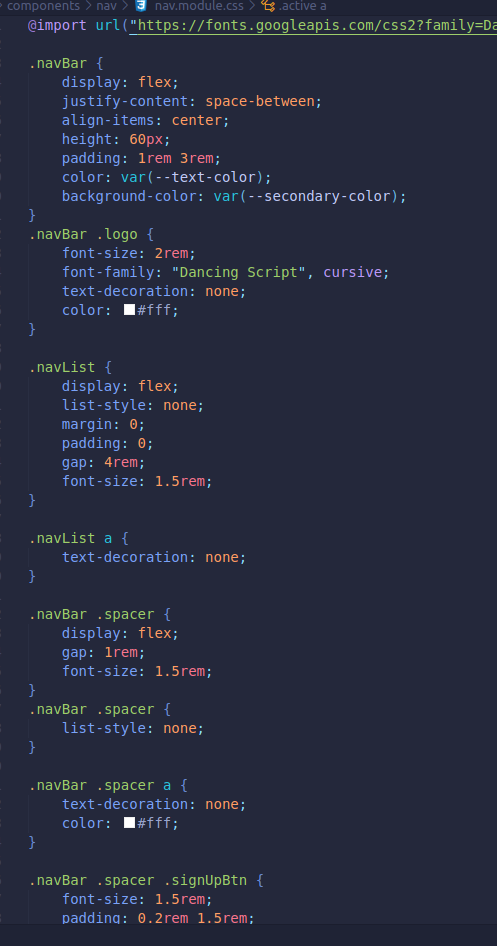 components > nav > nav.module.css > .active a
@import url("https://fonts.googleapis.com/css2?family=Da
.navBar {
    display: flex;
    justify-content: space-between;
    align-items: center;
    height: 60px;
    padding: 1rem 3rem;
    color: var(--text-color);
    background-color: var(--secondary-color);
}
.navBar .logo {
    font-size: 2rem;
    font-family: "Dancing Script", cursive;
    text-decoration: none;
    color: #fff;
}
.navList {
    display: flex;
    list-style: none;
    margin: 0;
    padding: 0;
    gap: 4rem;
    font-size: 1.5rem;
}
.navList a {
    text-decoration: none;
}
.navBar .spacer {
    display: flex;
    gap: 1rem;
    font-size: 1.5rem;
}
.navBar .spacer {
    list-style: none;
}
.navBar .spacer a {
    text-decoration: none;
    color: #fff;
}
.navBar .spacer .signUpBtn {
    font-size: 1.5rem;
    padding: 0.2rem 1.5rem;